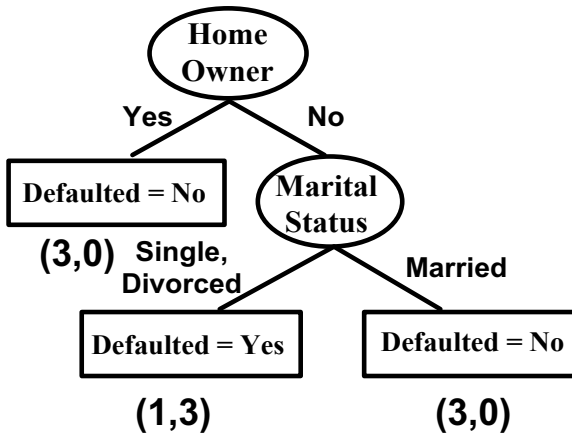 Home
Owner
Yes
No
Defaulted = No
Marital
Status
(3,0)
Single,
Divorced
Married
Defaulted = Yes
Defaulted = No
(1,3)
(3,0)